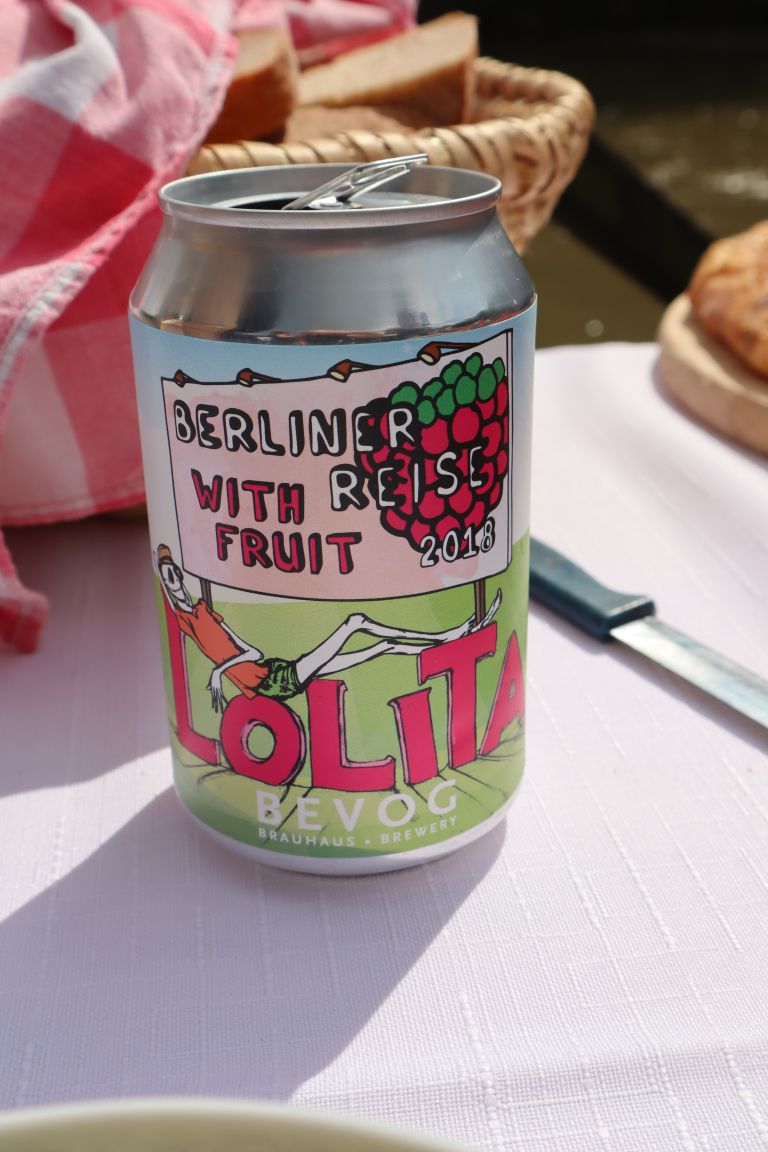 BERLINER
REISE
WITH
FRUIT
2018
LOLITA
BEVOG
BRAUHAUS • BREWERY